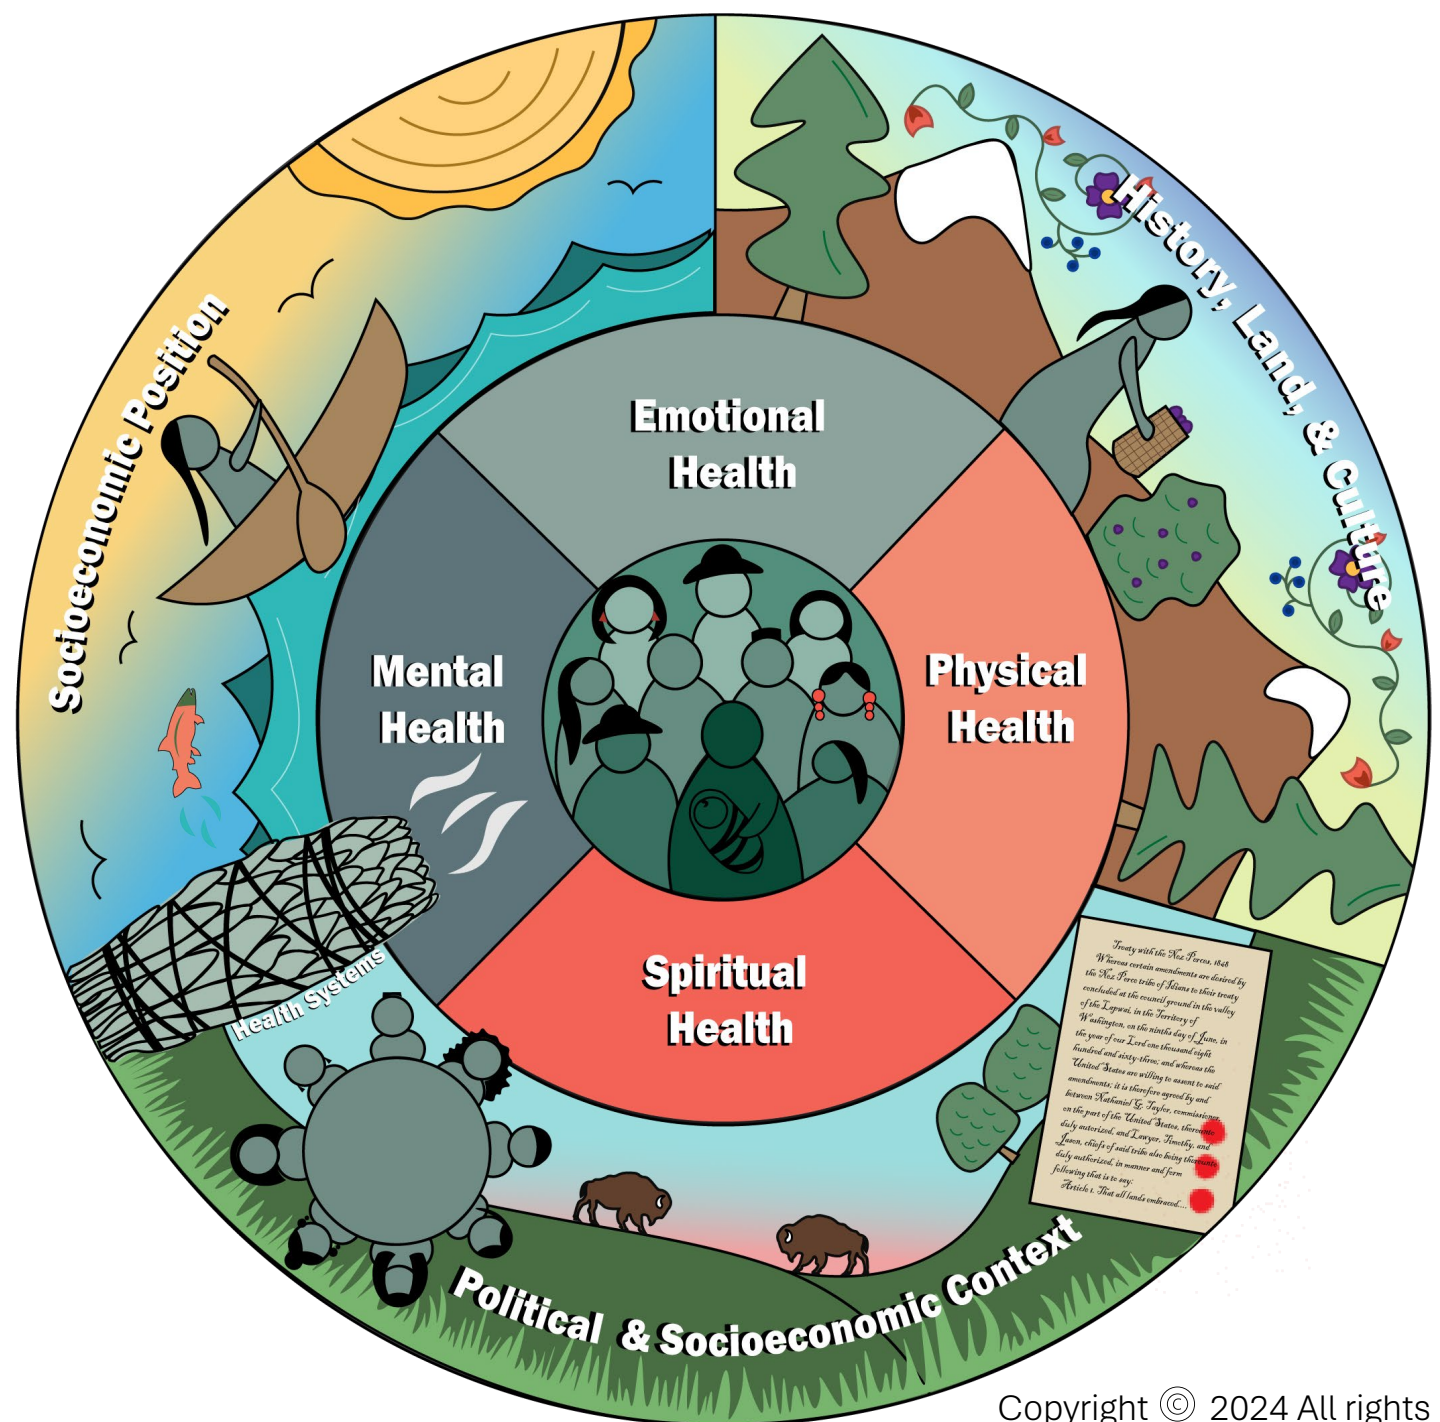 History, Land, & Culture
Socioeconomic Position
Emotional
Health
Mental
Health
Physical
Health
Spiritual
Health
Health Systems
Treaty with the Nez Perces, 1868
Whereas certain amendments are desired by
the Nez Perce tribe of Idians to their treaty
concluded at the council ground in the valley
of the Lapwai, in the Territory of
Washington, on the ninths day of June, in
the year of our Lord one thousand eight
hundred and sixty-three; and whereas the
United States are willing to assent to said
amendments; it is therefore agreed by and
between Nathaniel G. Taylor, commissioner,
on the part of the United States, thereunto
duly autorized, and Lawyer, Timothy, and
Jason, chiefs of said tribe also being thereunto
duly authorized, in manner and form
following that is to say:
Article 1. That all lands embraced....
Political & Socioeconomic Context
Copyright © 2024 All rights